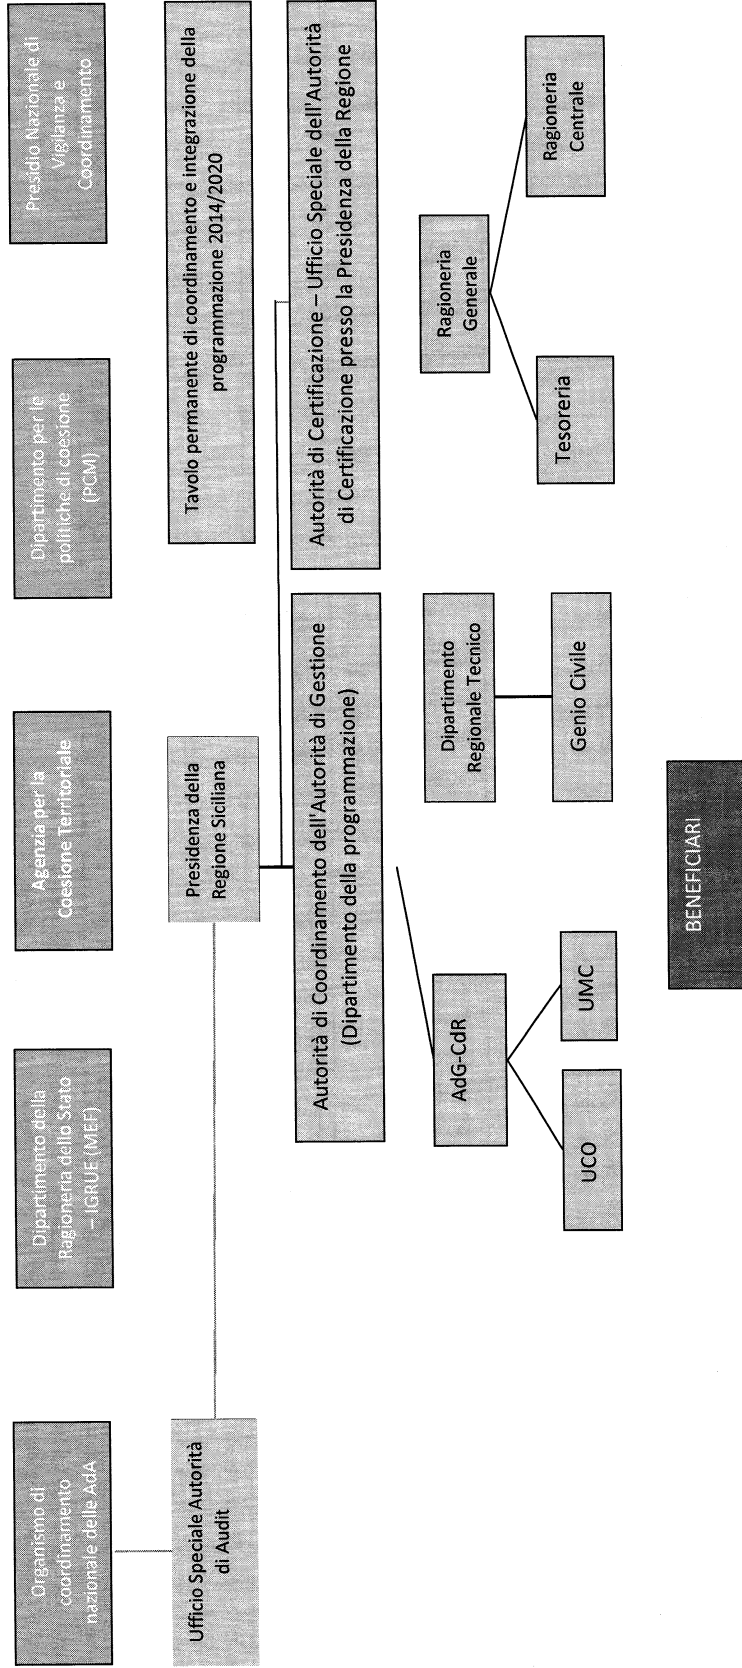 Organismo di
coordinamento
nazionale delle AdA
Dipartimento della
Ragioneria dello Stato
– IGRUE (MEF)
Agenzia per la
Coesione Territoriale
Dipartimento per le
politiche di coesione
(PCM)
Presidio Nazionale di
Vigilanza e
Coordinamento
Ufficio Speciale Autorità
di Audit
Presidenza della
Regione Siciliana
Tavolo permanente di coordinamento e integrazione della
programmazione 2014/2020
Autorità di Coordinamento dell'Autorità di Gestione
(Dipartimento della programmazione)
Autorità di Certificazione – Ufficio Speciale dell'Autorità
di Certificazione presso la Presidenza della Regione
AdG-CdR
Dipartimento
Regionale Tecnico
Ragioneria
Generale
UCO
UMC
Genio Civile
Tesoreria
Ragioneria
Centrale
BENEFICIARI